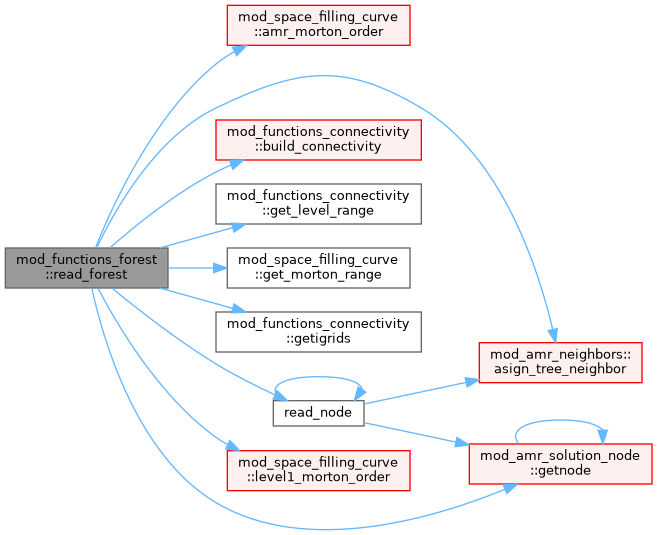 mod_space_filling_curve
::amr_morton_order
mod_functions_connectivity
::build_connectivity
mod_functions_connectivity
::get_level_range
mod_functions_forest
::read_forest
mod_space_filling_curve
::get_morton_range
mod_functions_connectivity
::getigrids
mod_amr_neighbors::
asign_tree_neighbor
read_node
mod_space_filling_curve
::level1_morton_order
mod_amr_solution_node
::getnode